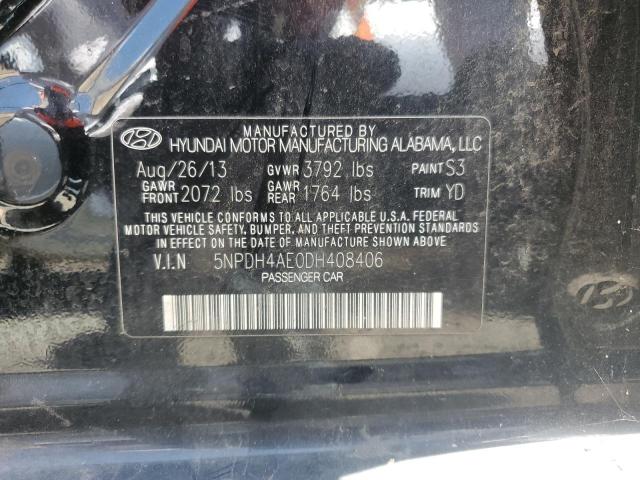 MANUFACTURED BY
HYUNDAI MOTOR MANUFACTURING ALABAMA, LLC
Aug/26/13 GVWR 3792 lbs PAINT S3
GAWR FRONT 2072 lbs GAWR REAR 1764 lbs TRIM YD
THIS VEHICLE CONFORMS TO ALL APPLICABLE U.S.A. FEDERAL
MOTOR VEHICLE SAFETY, BUMPER, AND THEFT PREVENTION STANDARDS
IN EFFECT ON THE DATE OF MANUFACTURE SHOWN ABOVE.
V.I.N 5NPDH4AE0DH408406
PASSENGER CAR